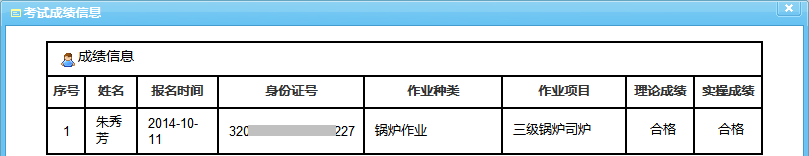 考试成绩信息
成绩信息
序号 姓名 报名时间 身份证号 作业种类 作业项目 理论成绩 实操成绩
1 朱秀芳 2014-10-11 320 227 锅炉作业 三级锅炉司炉 合格 合格